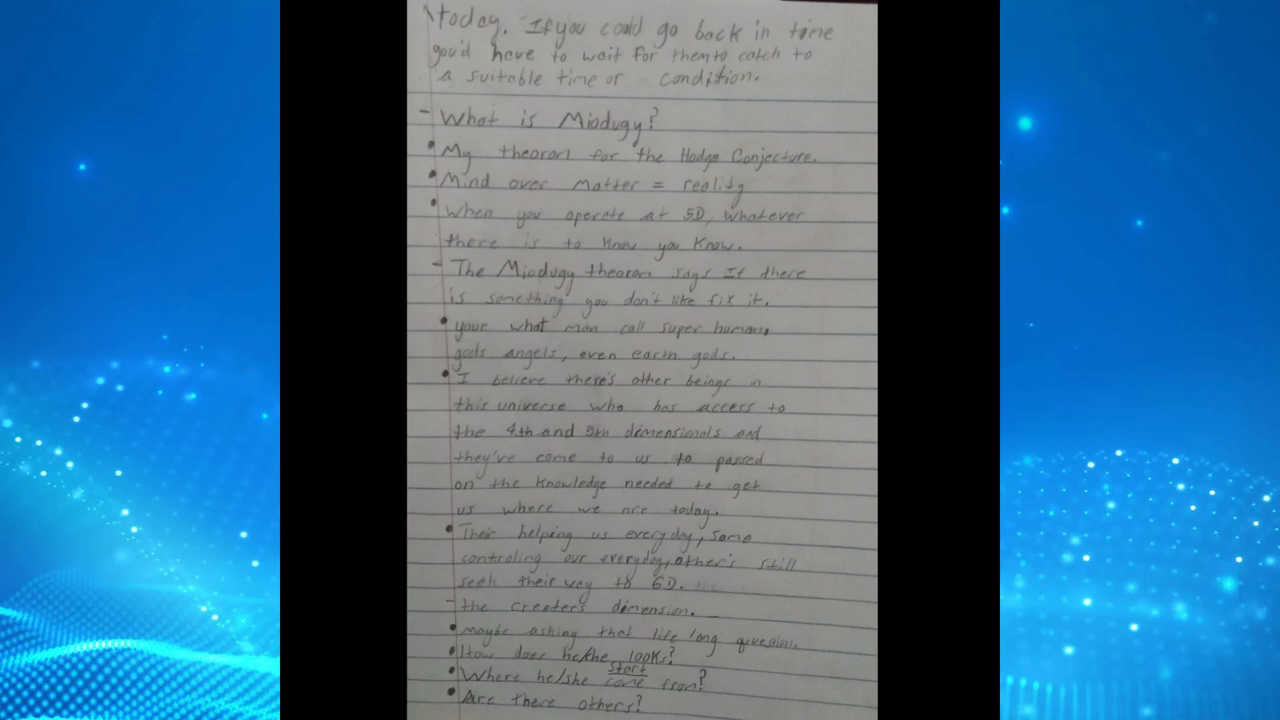 today. If you could go back in time
you'd have to wait for them to catch to
a suitable time or condition.
- What is Miodugy?
• My theorom for the Hodge Conjecture.
• Mind over Matter = reality
• When you operate at 5D, whatever
there is to know you know.
- The Miodugy theorom says If there
is something you don't like fix it.
• your what man call super human,
gods angels, even earth gods.
• I believe there's other beings in
this universe who has access to
the 4th and 5th dimensionals and
they've come to us to passed
on the knowledge needed to get
us where we are today.
• Their helping us everyday, some
controling our everyday, other's still
seek their way to 6D.
- the creeters dimension.
• maybe asking that life long question.
• How does he/she looks?
start
• Where he/she come from?
• Are there others?